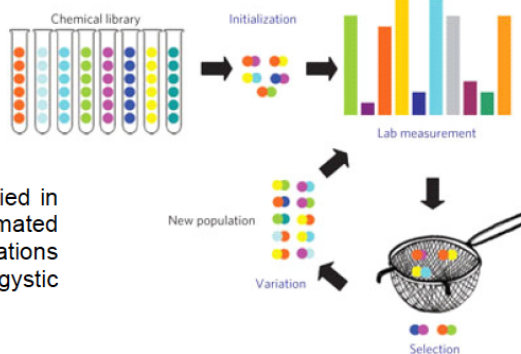 Chemical library
Initialization
Lab measurement
ied in
mated
ations
gystic
New population
Variation
Selection